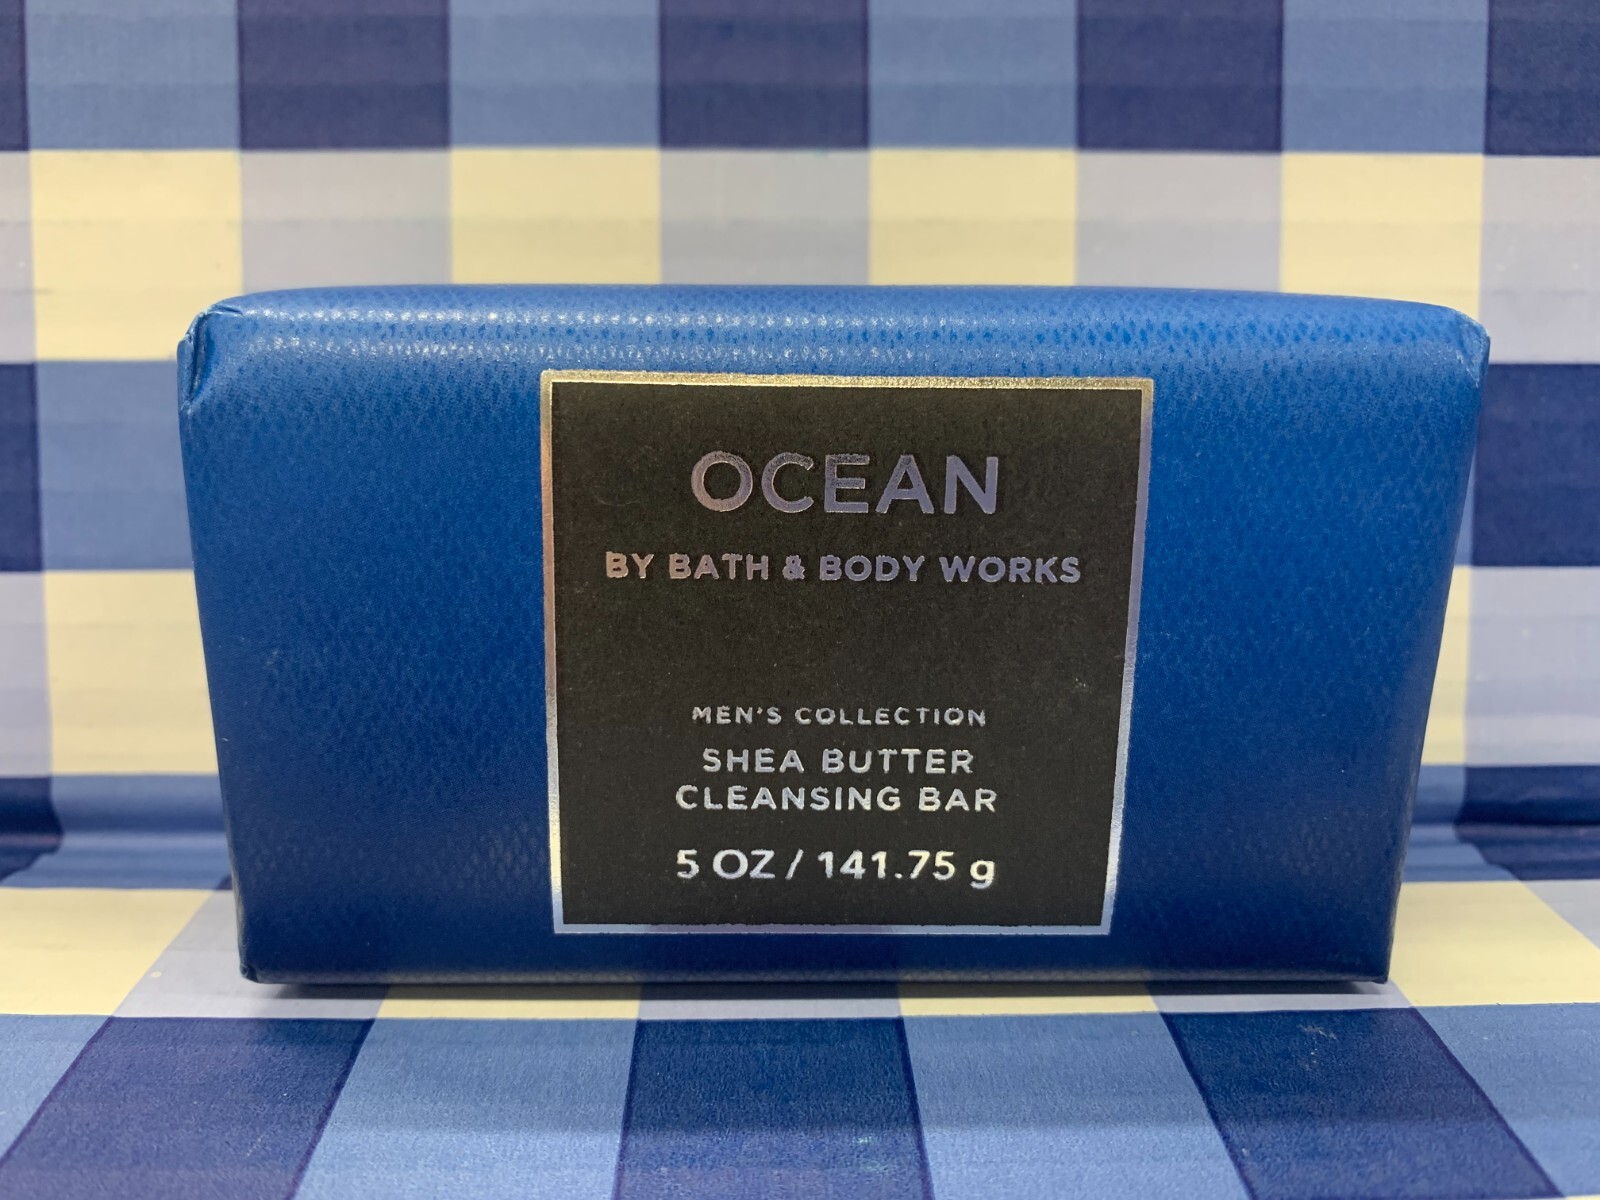 OCEAN
BY BATH & BODY WORKS
MEN'S COLLECTION
SHEA BUTTER
CLEANSING BAR
5 OZ / 141.75 g